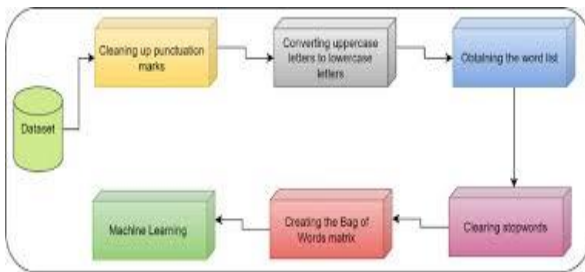 Cleaning up punctuation
marks
Converting uppercase
letters to lowercase
letters
Obtaining the word list
Dataset
Machine Learning
Creating the Bag of
Words matrix
Clearing stopwords